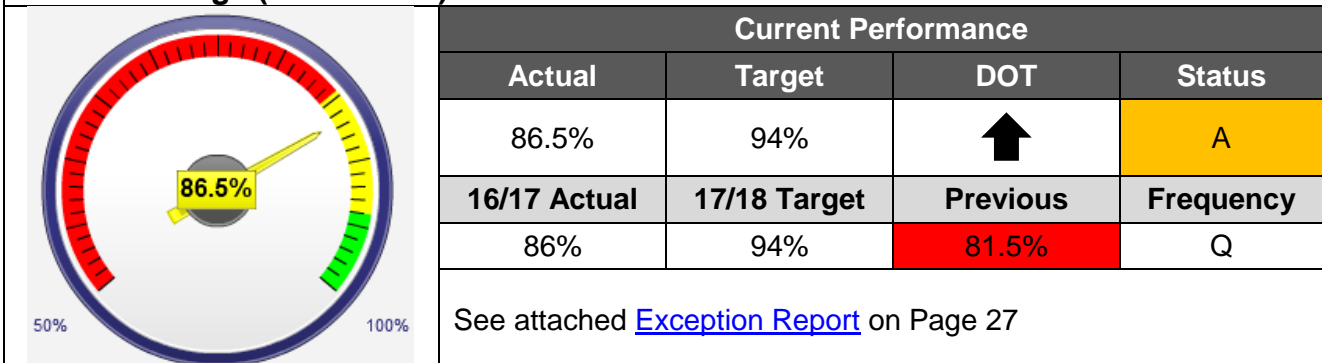 86.5%
50%
100%
Current Performance
Actual Target DOT Status
86.5% 94% A
16/17 Actual 17/18 Target Previous Frequency
86% 94% 81.5% Q
See attached Exception Report on Page 27